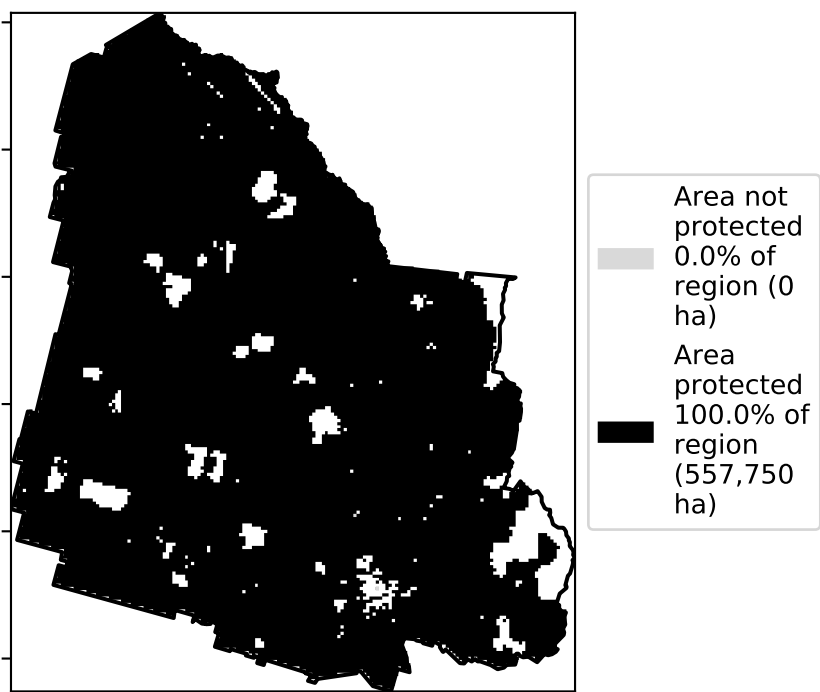 Area not
protected
0.0% of
region (0
ha)
Area
protected
100.0% of
region
(557,750
ha)